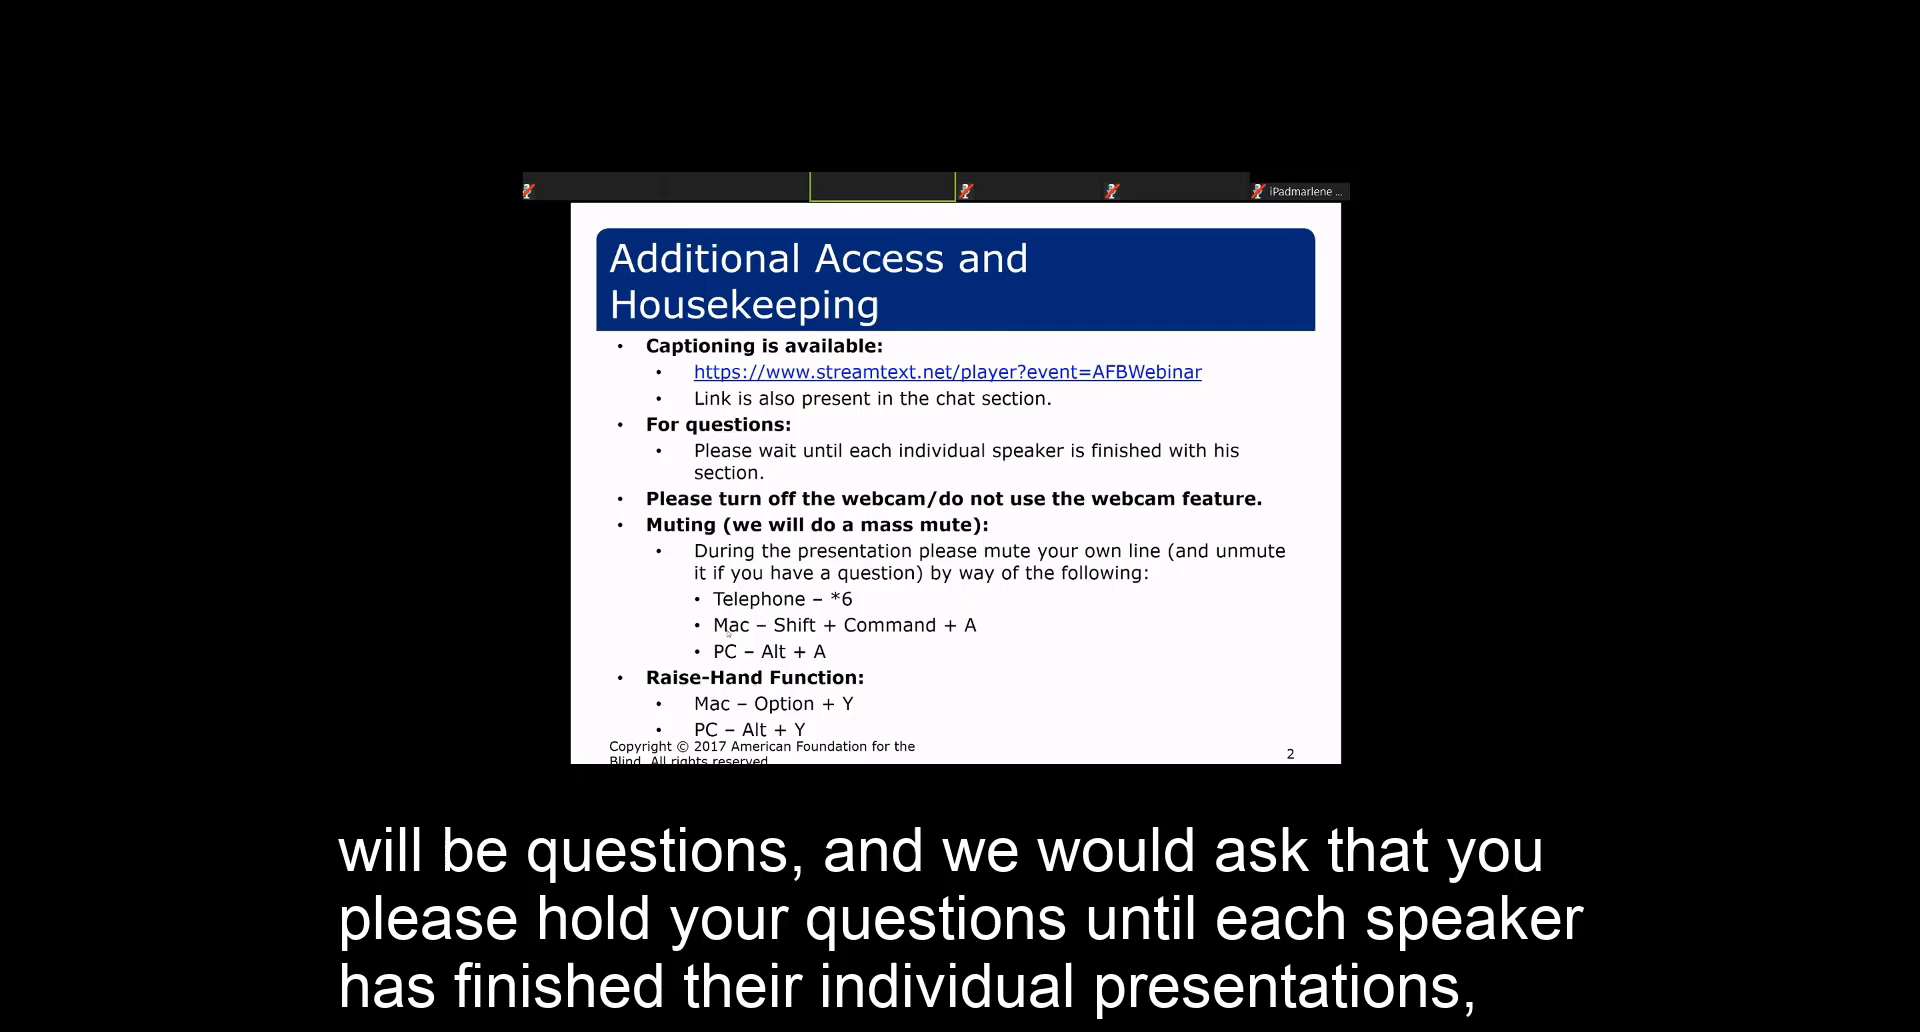 iPadmarlene ...
Additional Access and
Housekeeping
• Captioning is available:
• https://www.streamtext.net/player?event=AFBWebinar
• Link is also present in the chat section.
• For questions:
• Please wait until each individual speaker is finished with his
section.
• Please turn off the webcam/do not use the webcam feature.
• Muting (we will do a mass mute):
• During the presentation please mute your own line (and unmute
it if you have a question) by way of the following:
• Telephone – *6
• Mac – Shift + Command + A
• PC – Alt + A
• Raise-Hand Function:
• Mac – Option + Y
• PC – Alt + Y
Copyright © 2017 American Foundation for the
Blind. All rights reserved
2
will be questions, and we would ask that you
please hold your questions until each speaker
has finished their individual presentations,